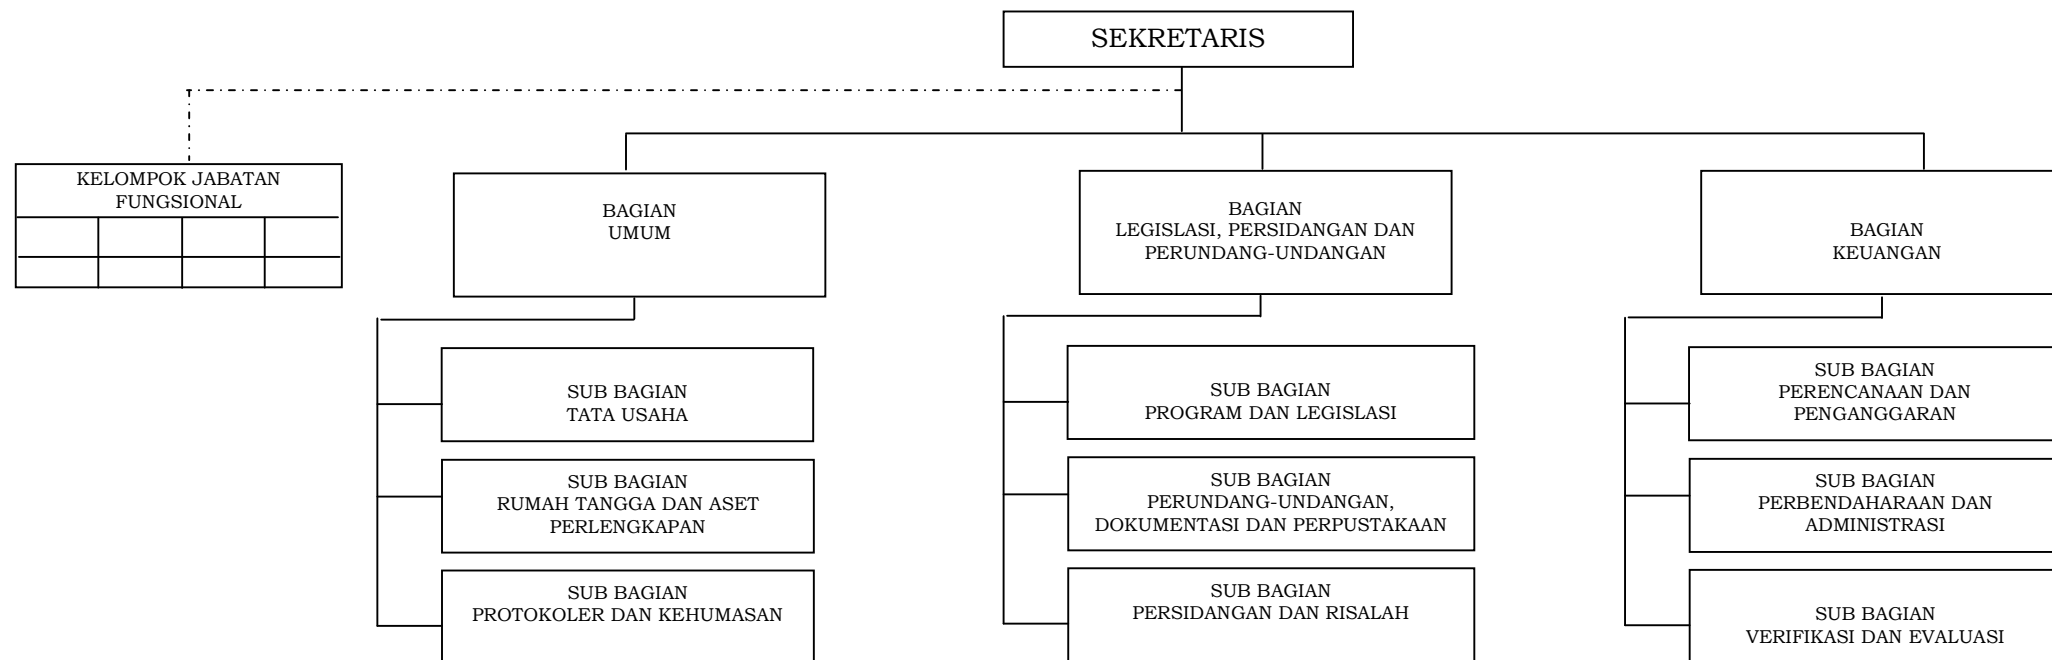 SEKRETARIS
KELOMPOK JABATAN
FUNGSIONAL
BAGIAN
UMUM
BAGIAN
LEGISLASI, PERSIDANGAN DAN
PERUNDANG-UNDANGAN
BAGIAN
KEUANGAN
SUB BAGIAN
TATA USAHA
SUB BAGIAN
RUMAH TANGGA DAN ASET
PERLENGKAPAN
SUB BAGIAN
PROTOKOLER DAN KEHUMASAN
SUB BAGIAN
PROGRAM DAN LEGISLASI
SUB BAGIAN
PERUNDANG-UNDANGAN,
DOKUMENTASI DAN PERPUSTAKAAN
SUB BAGIAN
PERSIDANGAN DAN RISALAH
SUB BAGIAN
PERENCANAAN DAN
PENGANGGARAN
SUB BAGIAN
PERBENDAHARAAN DAN
ADMINISTRASI
SUB BAGIAN
VERIFIKASI DAN EVALUASI